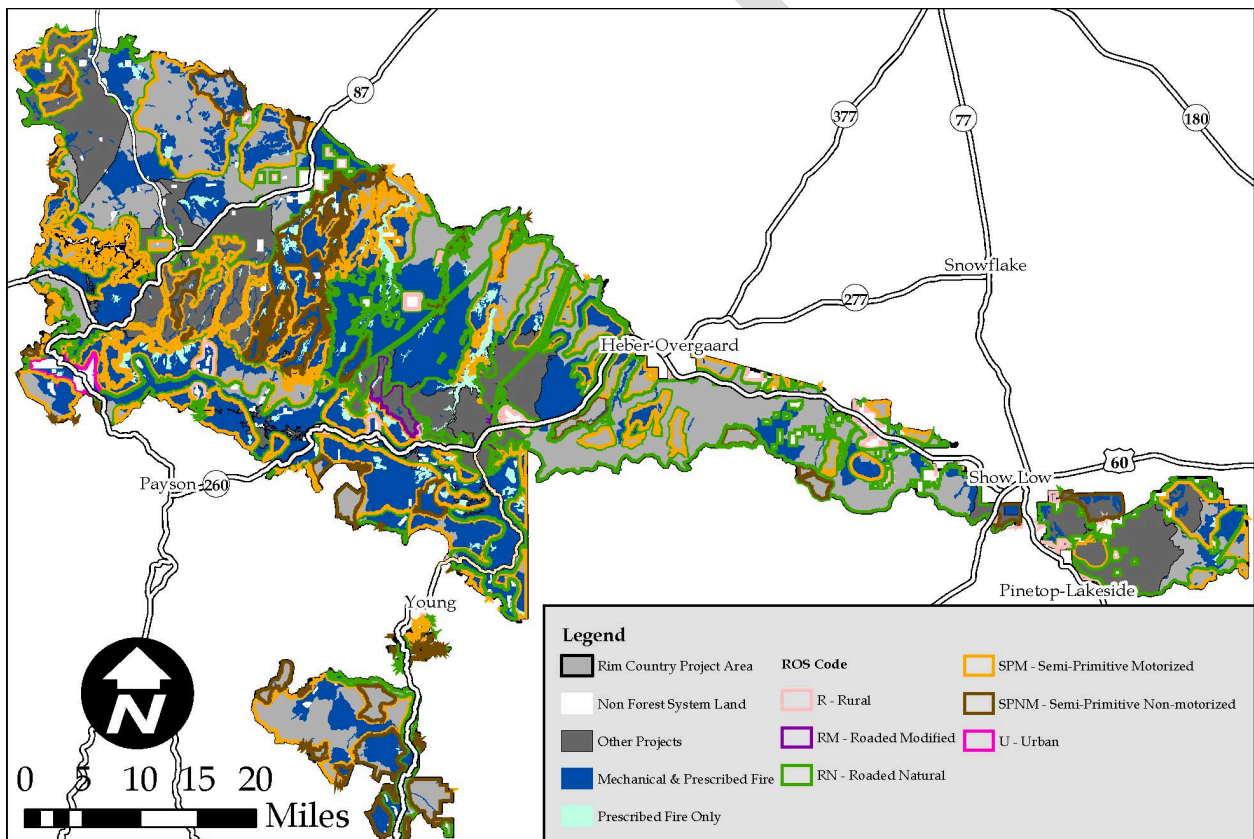 87
377
77
180
Snowflake
277
Heber-Overgaard
Payson 260
Show Low
60
Pinetop-Lakeside
Young
N
0 5 10 15 20
Miles
Legend
Rim Country Project Area
Non Forest System Land
Other Projects
Mechanical & Prescribed Fire
Prescribed Fire Only
ROS Code
R - Rural
RM - Roaded Modified
RN - Roaded Natural
SPM - Semi-Primitive Motorized
SPNM - Semi-Primitive Non-motorized
U - Urban